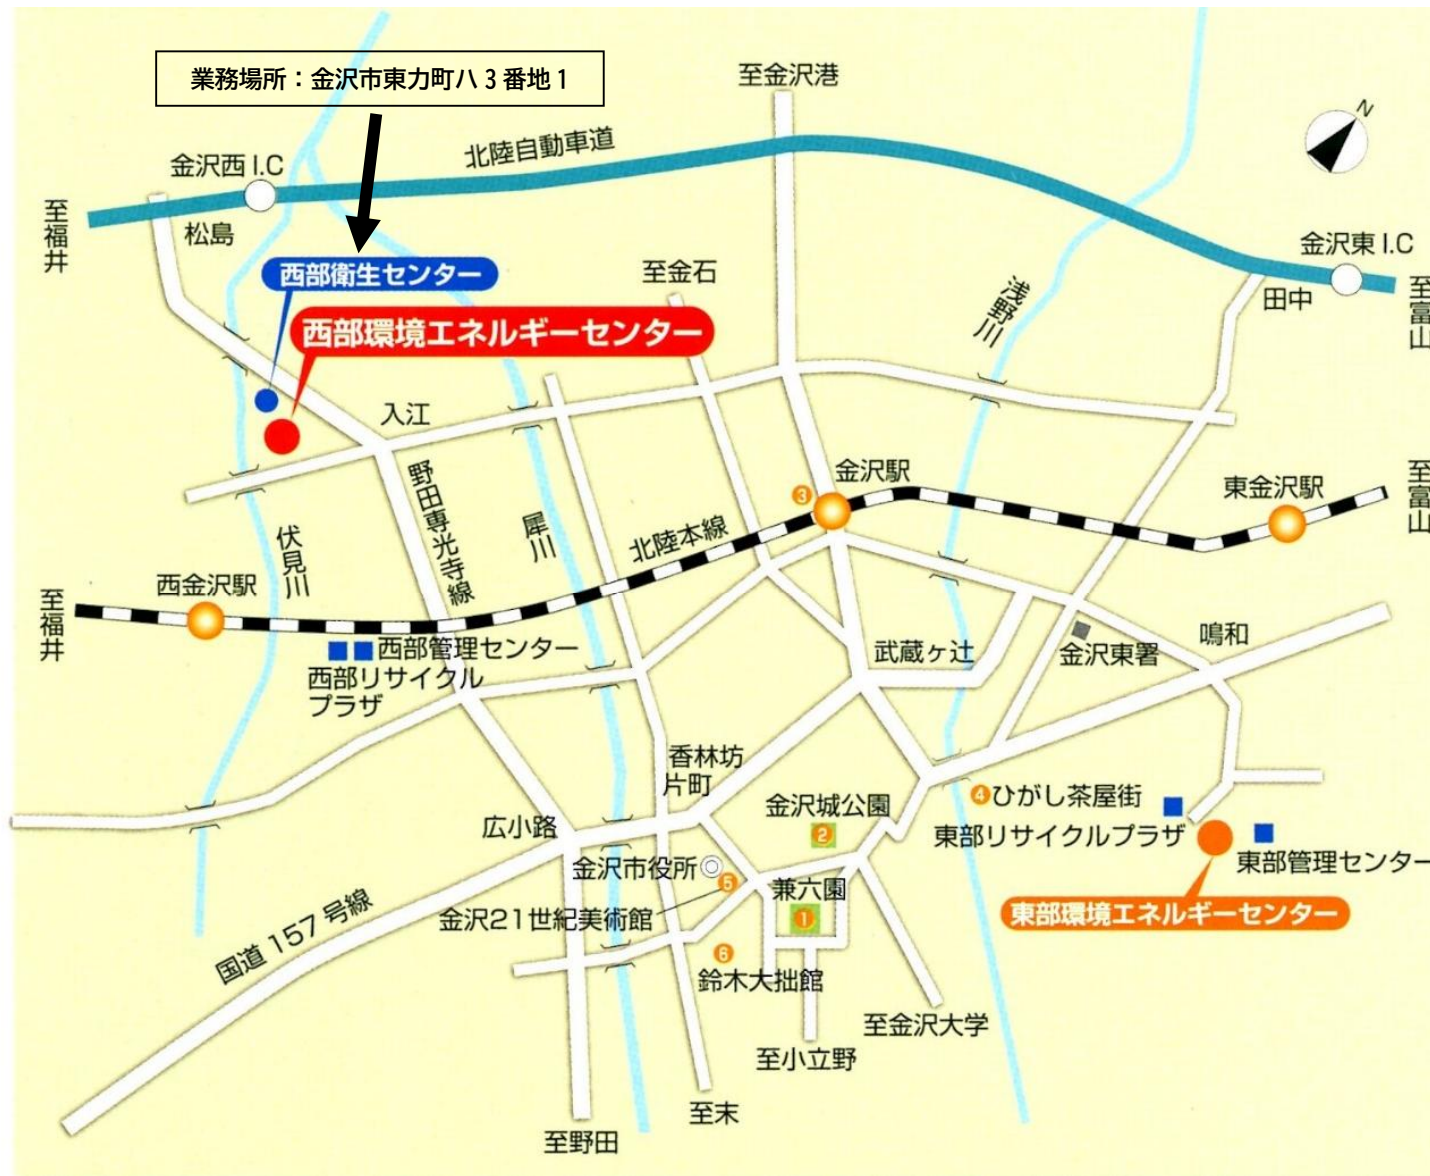 業務場所：金沢市東力町ハ3番地1
至金沢港
N
北陸自動車道
金沢西I.C
至福井
松島
西部衛生センター
至金石
金沢東I.C
田中
至富山
浅野川
西部環境エネルギーセンター
入江
野田専光寺線
犀川
伏見川
金沢駅
3
東金沢駅
至富山
北陸本線
西金沢駅
至福井
西部管理センター
西部リサイクル
プラザ
武蔵ヶ辻
金沢東署
鳴和
香林坊
片町
広小路
金沢城公園
2
4
ひがし茶屋街
東部リサイクルプラザ
東部管理センター
東部環境エネルギーセンター
金沢市役所
5
金沢21世紀美術館
兼六園
1
6
鈴木大拙館
国道157号線
至金沢大学
至小立野
至末
至野田